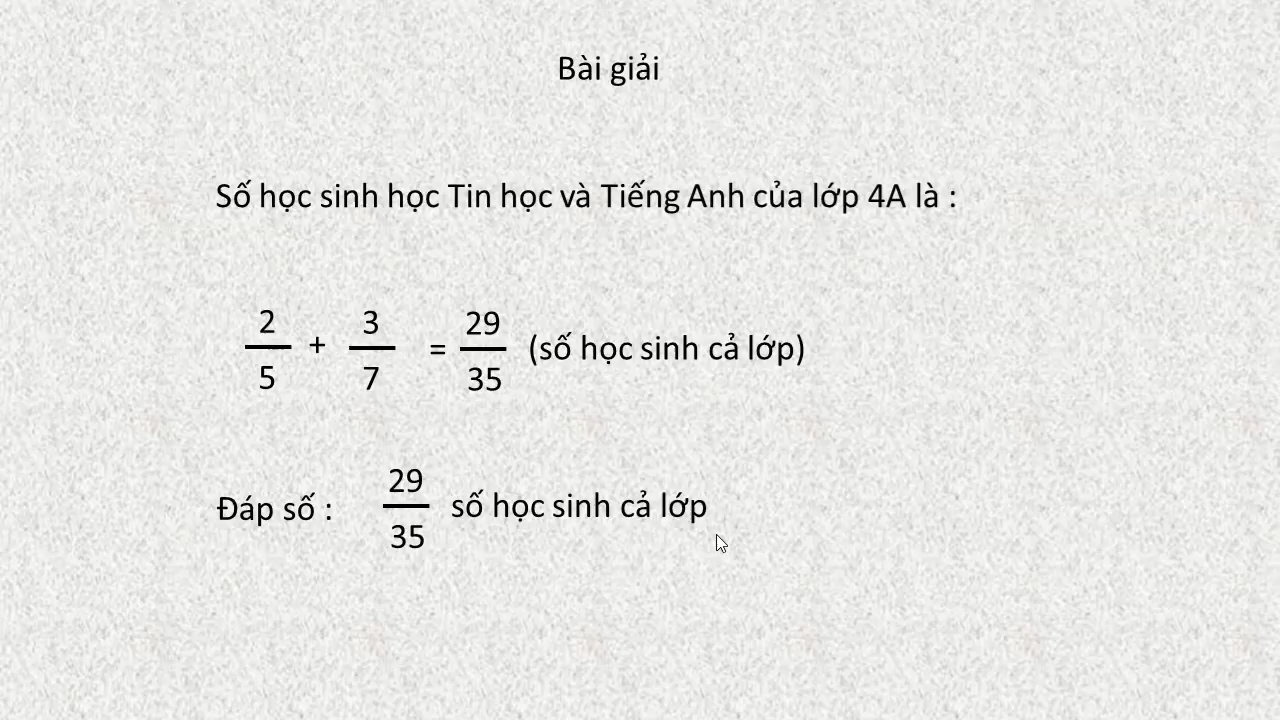 Bài giải
Số học sinh học Tin học và Tiếng Anh của lớp 4A là :
2/5 + 3/7 = 29/35 (số học sinh cả lớp)
Đáp số : 29/35 số học sinh cả lớp